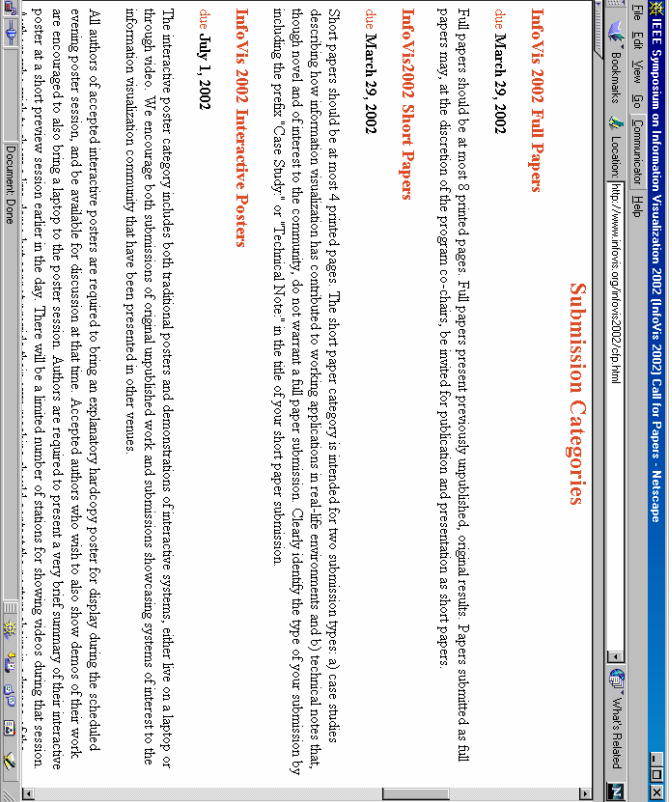 IEEE Symposium on Information Visualization 2002 (InfoVis 2002) Call for Papers - Netscape
File Edit View Go Communicator Help
Bookmarks Location: http://www.infovis.org/infovis2002/cfp.html What's Related
Submission Categories
InfoVis 2002 Full Papers
due March 29, 2002
Full papers should be at most 8 printed pages. Full papers present previously unpublished, original results. Papers submitted as full
papers may, at the discretion of the program co-chairs, be invited for publication and presentation as short papers.
InfoVis2002 Short Papers
due March 29, 2002
Short papers should be at most 4 printed pages. The short paper category is intended for two submission types: a) case studies
describing how information visualization has contributed to working applications in real-life environments and b) technical notes that,
though novel and of interest to the community, do not warrant a full paper submission. Clearly identify the type of your submission by
including the prefix "Case Study:" or "Technical Note:" in the title of your short paper submission.
InfoVis 2002 Interactive Posters
due July 1, 2002
The interactive poster category includes both traditional posters and demonstrations of interactive systems, either live on a laptop or
through video. We encourage both submissions of original unpublished work and submissions showcasing systems of interest to the
information visualization community that have been presented in other venues.
All authors of accepted interactive posters are required to bring an explanatory hardcopy poster for display during the scheduled
evening poster session, and be available for discussion at that time. Accepted authors who wish to also show demos of their work
are encouraged to also bring a laptop to the poster session. Authors are required to present a very brief summary of their interactive
poster at a short preview session earlier in the day. There will be a limited number of stations for showing videos during that session.
Document: Done